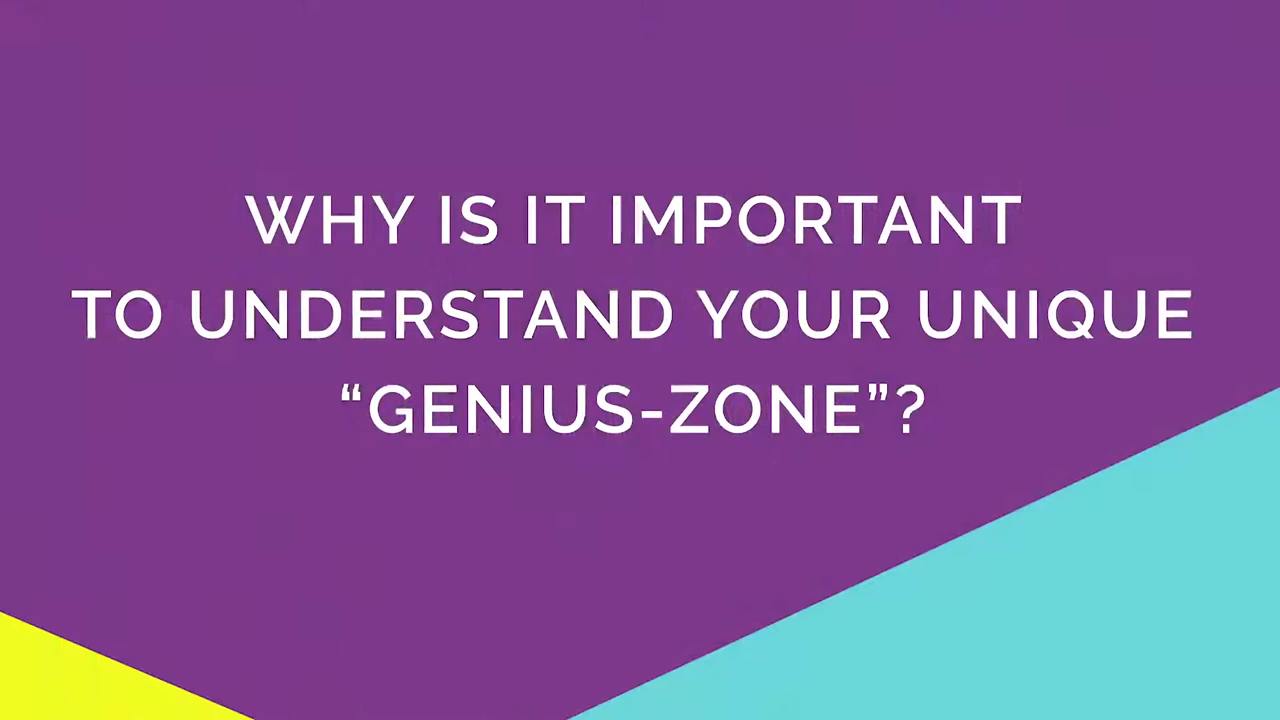 WHY IS IT IMPORTANT
TO UNDERSTAND YOUR UNIQUE
“GENIUS-ZONE”?